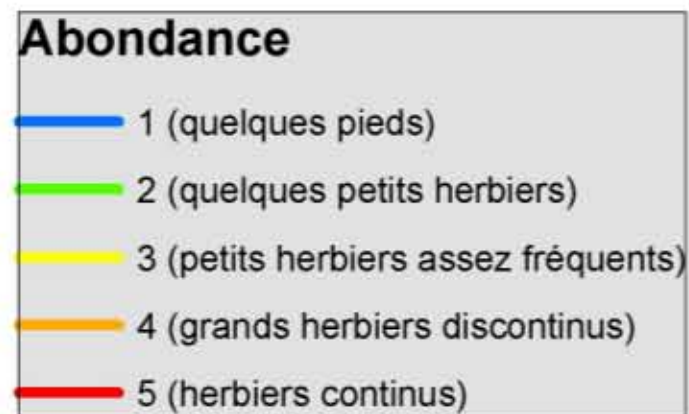 Abondance
1 (quelques pieds)
2 (quelques petits herbiers)
3 (petits herbiers assez fréquents)
4 (grands herbiers discontinus)
5 (herbiers continus)